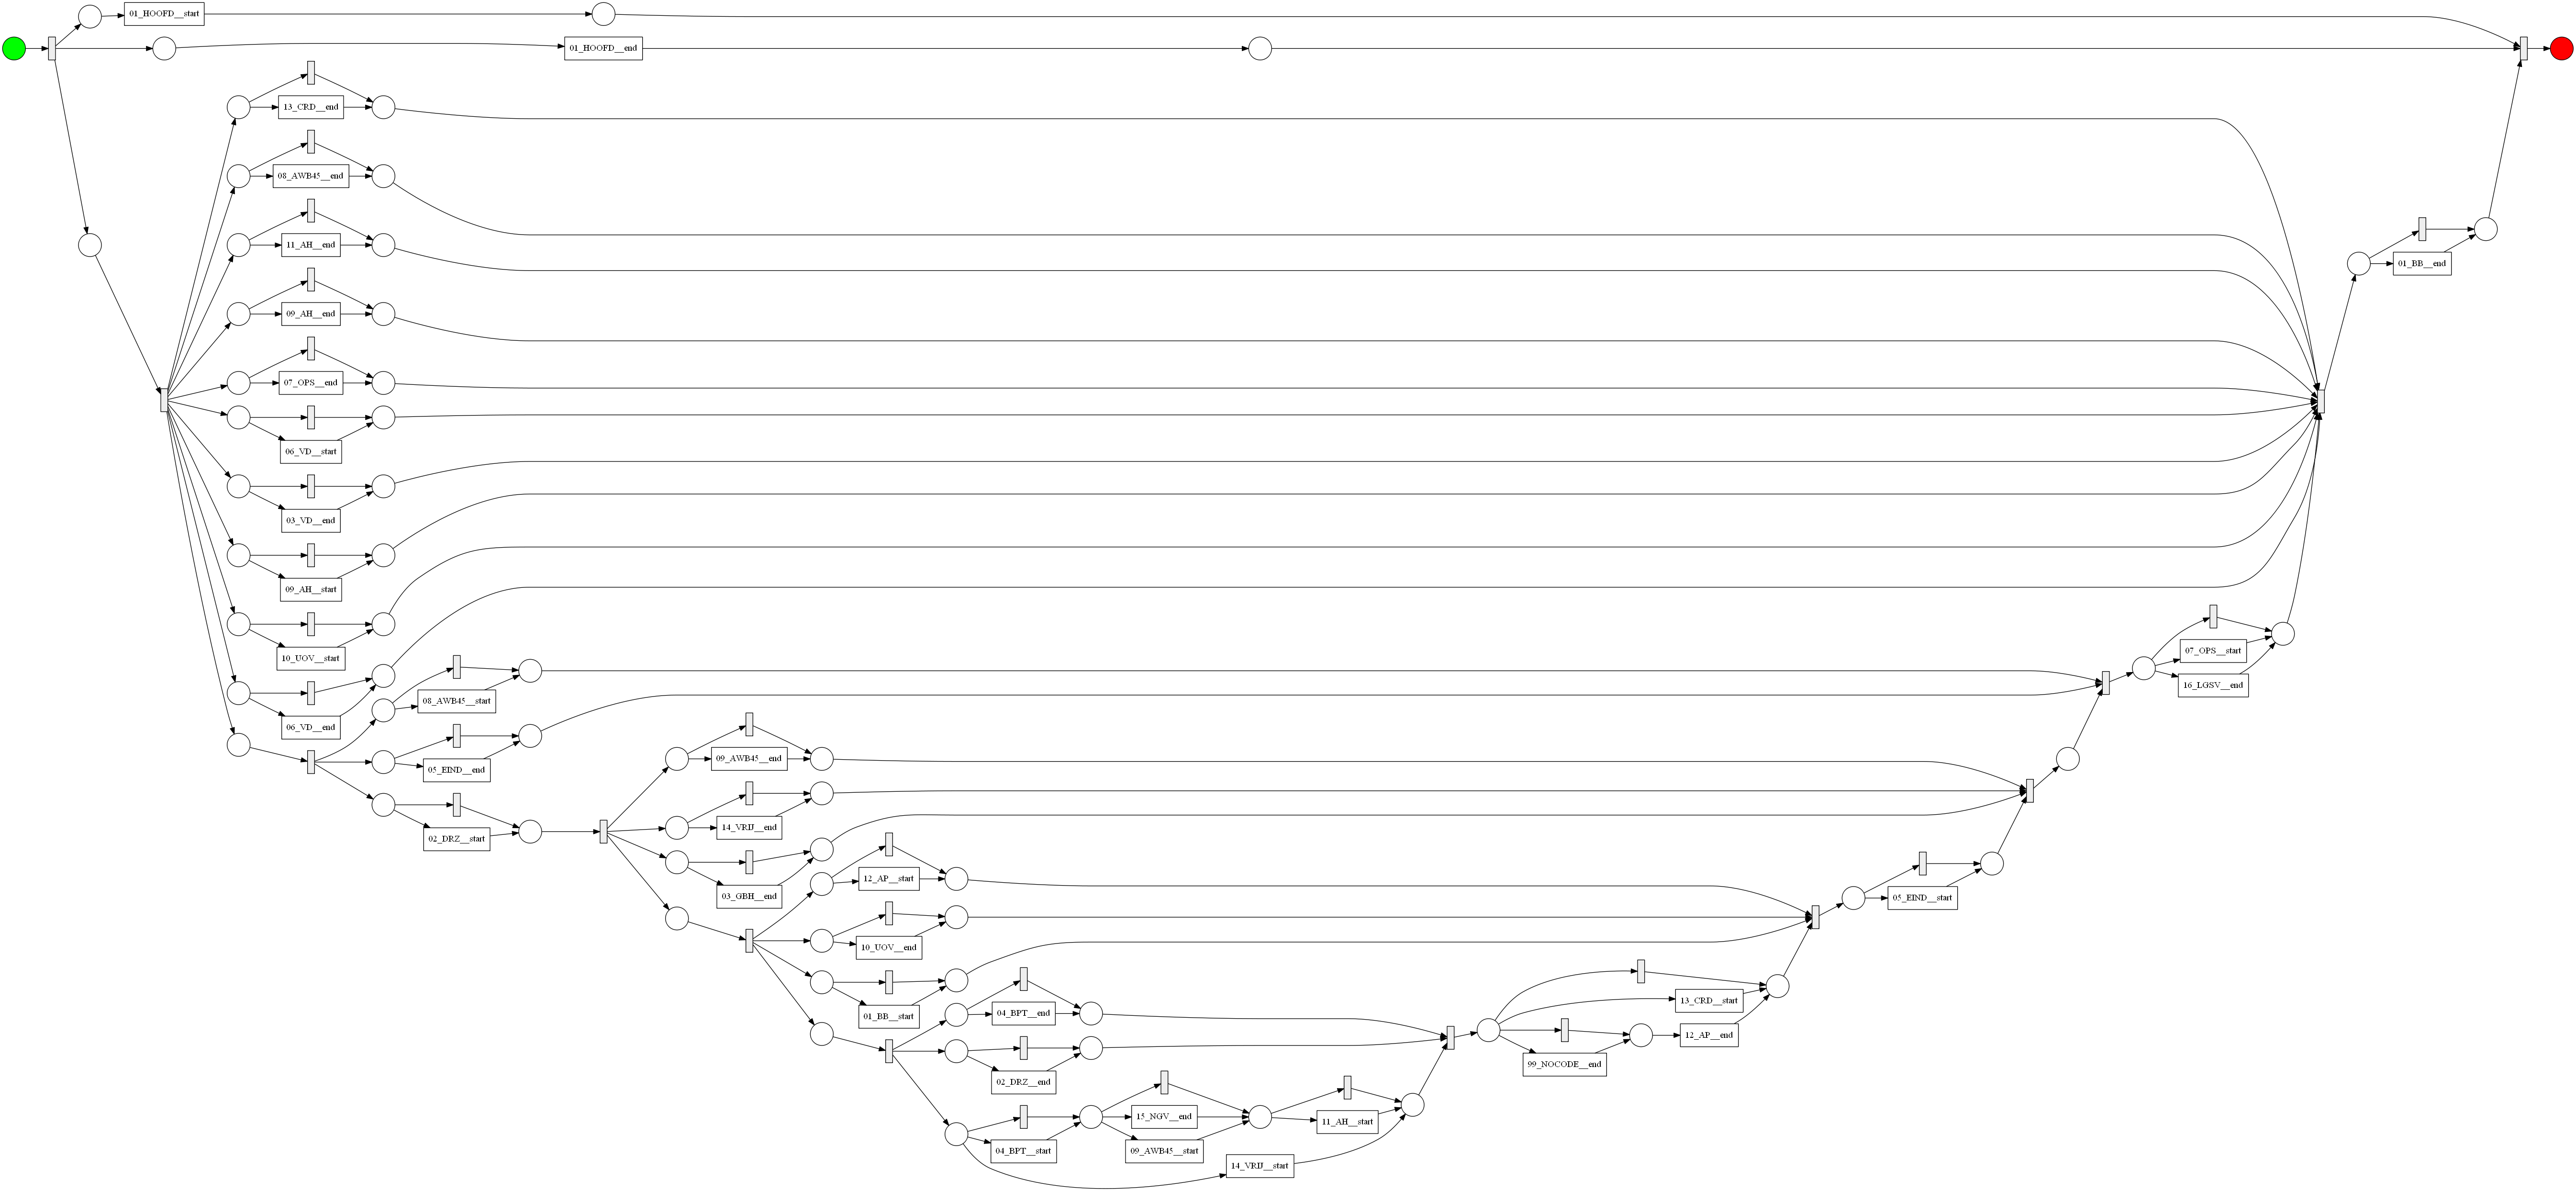 01_HOOFD__start
01_HOOFD__end
13_CRD__end
08_AWB45__end
11_AH__end
01_BB__end
09_AH__end
07_OPS__end
06_VD__start
03_VD__end
09_AH__start
10_UOV__start
07_OPS__start
16_LGSV__end
08_AWB45__start
06_VD__end
09_AWB45__end
05_EIND__end
14_VRIJ__end
02_DRZ__start
12_AP__start
03_GBH__end
05_EIND__start
10_UOV__end
13_CRD__start
04_BPT__end
01_BB__start
12_AP__end
99_NOCODE__end
02_DRZ__end
15_NGV__end
11_AH__start
04_BPT__start
09_AWB45__start
14_VRIJ__start